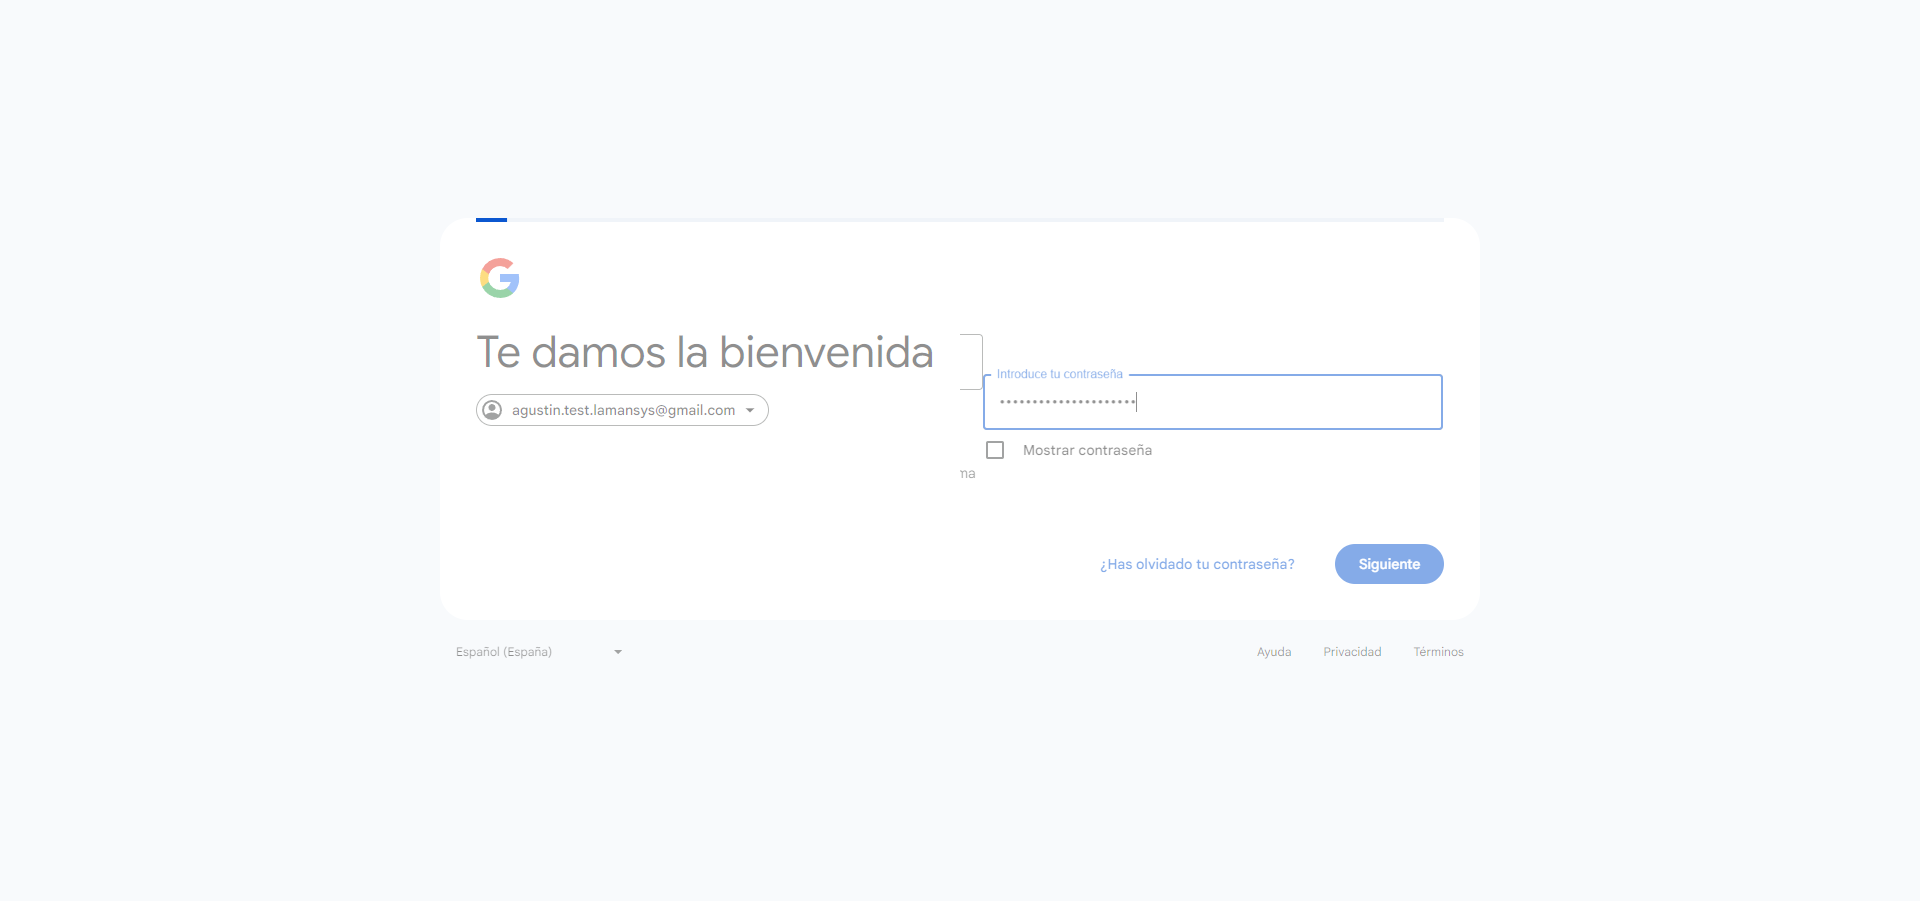 Te damos la bienvenida
agustin.test.lamansys@gmail.com
Introduce tu contraseña
••••••••••••••••••••
Mostrar contraseña
ma
¿Has olvidado tu contraseña?
Siguiente
Español (España)
Ayuda
Privacidad
Términos